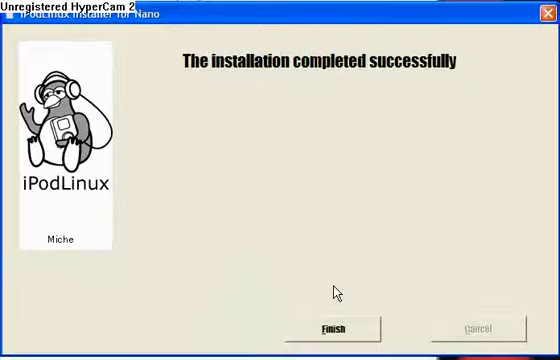 Unregistered HyperCam 2
iPodLinux Installer for Nano
The installation completed successfully
iPodLinux
Miche
Finish
Cancel